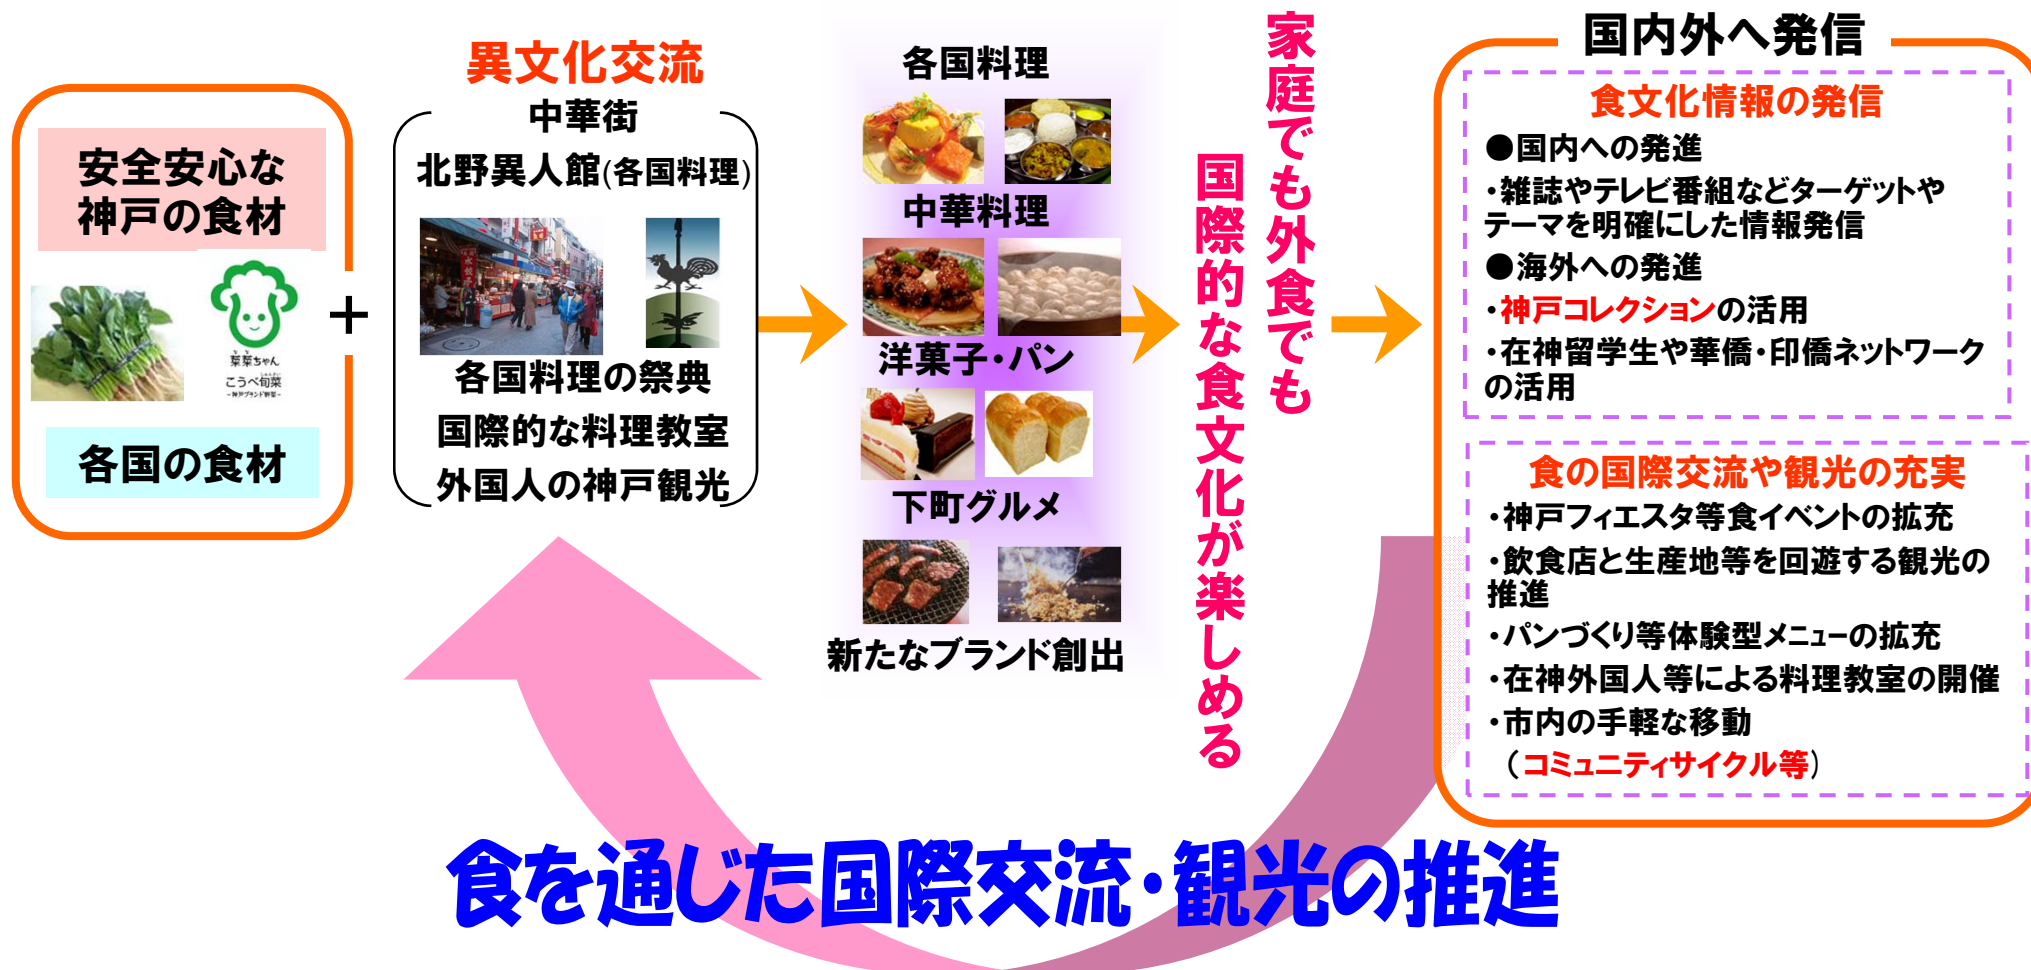 安全安心な
神戸の食材
菜菜ちゃん
こうべ旬菜
－神戸ブランド野菜－
各国の食材
＋
異文化交流
中華街
北野異人館(各国料理)
各国料理の祭典
国際的な料理教室
外国人の神戸観光
各国料理
中華料理
洋菓子・パン
下町グルメ
新たなブランド創出
家庭でも外食でも
国際的な食文化が楽しめる
国内外へ発信
食文化情報の発信
●国内への発進
・雑誌やテレビ番組などターゲットや
テーマを明確にした情報発信
●海外への発進
・神戸コレクションの活用
・在神留学生や華僑・印僑ネットワーク
の活用
食の国際交流や観光の充実
・神戸フィエスタ等食イベントの拡充
・飲食店と生産地等を回遊する観光の
推進
・パンづくり等体験型メニューの拡充
・在神外国人等による料理教室の開催
・市内の手軽な移動
（コミュニティサイクル等）
食を通じた国際交流・観光の推進